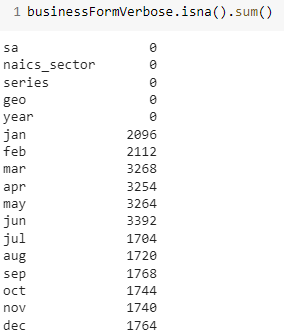 1 businessFormVerbose.isna().sum()
sa 0
naics_sector 0
series 0
geo 0
year 0
jan 2096
feb 2112
mar 3268
apr 3254
may 3264
jun 3392
jul 1704
aug 1720
sep 1768
oct 1744
nov 1740
dec 1764